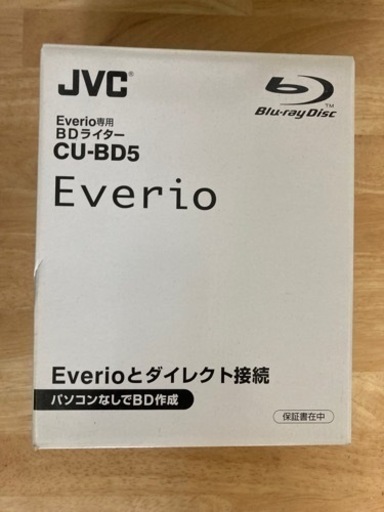 JVC®
Blu-ray Disc™
Everio専用
BDライター
CU-BD5
Everio
Everioとダイレクト接続
パソコンなしでBD作成
保証書在中